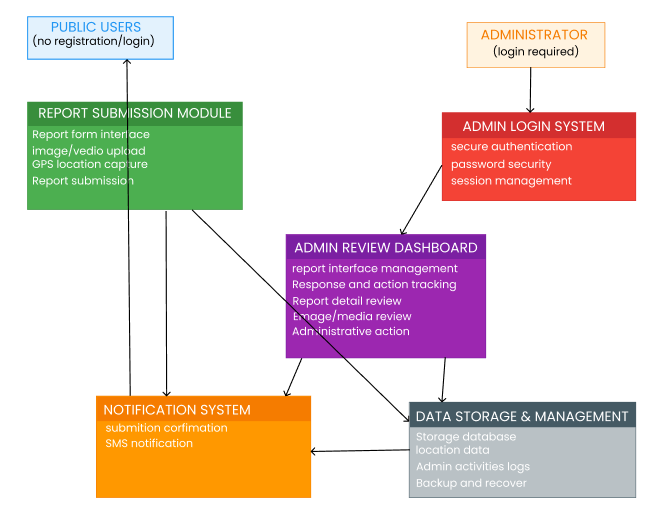 PUBLIC USERS
(no registration/login)
ADMINISTRATOR
(login required)
REPORT SUBMISSION MODULE
Report form interface
image/vedio upload
GPS location capture
Report submission
ADMIN LOGIN SYSTEM
secure authentication
password security
session management
ADMIN REVIEW DASHBOARD
report interface management
Response and action tracking
Report detail review
Emage/media review
Administrative action
NOTIFICATION SYSTEM
submition corfimation
SMS notification
DATA STORAGE & MANAGEMENT
Storage database
location data
Admin activities logs
Backup and recover